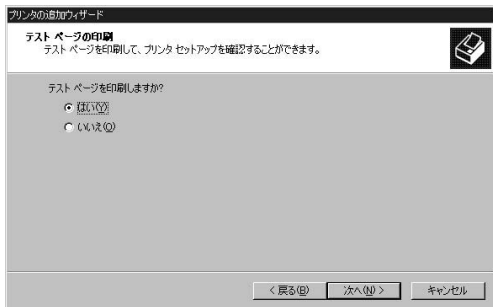 プリンタの追加ウィザード
テスト ページの印刷
テスト ページを印刷して、プリンタ セットアップを確認することができます。
テスト ページを印刷しますか?
はい(Y)
いいえ(O)
< 戻る(B)
次へ(N) >
キャンセル